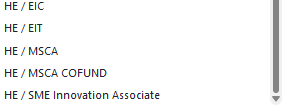 HE / EIC
HE / EIT
HE / MSCA
HE / MSCA COFUND
HE / SME Innovation Associate